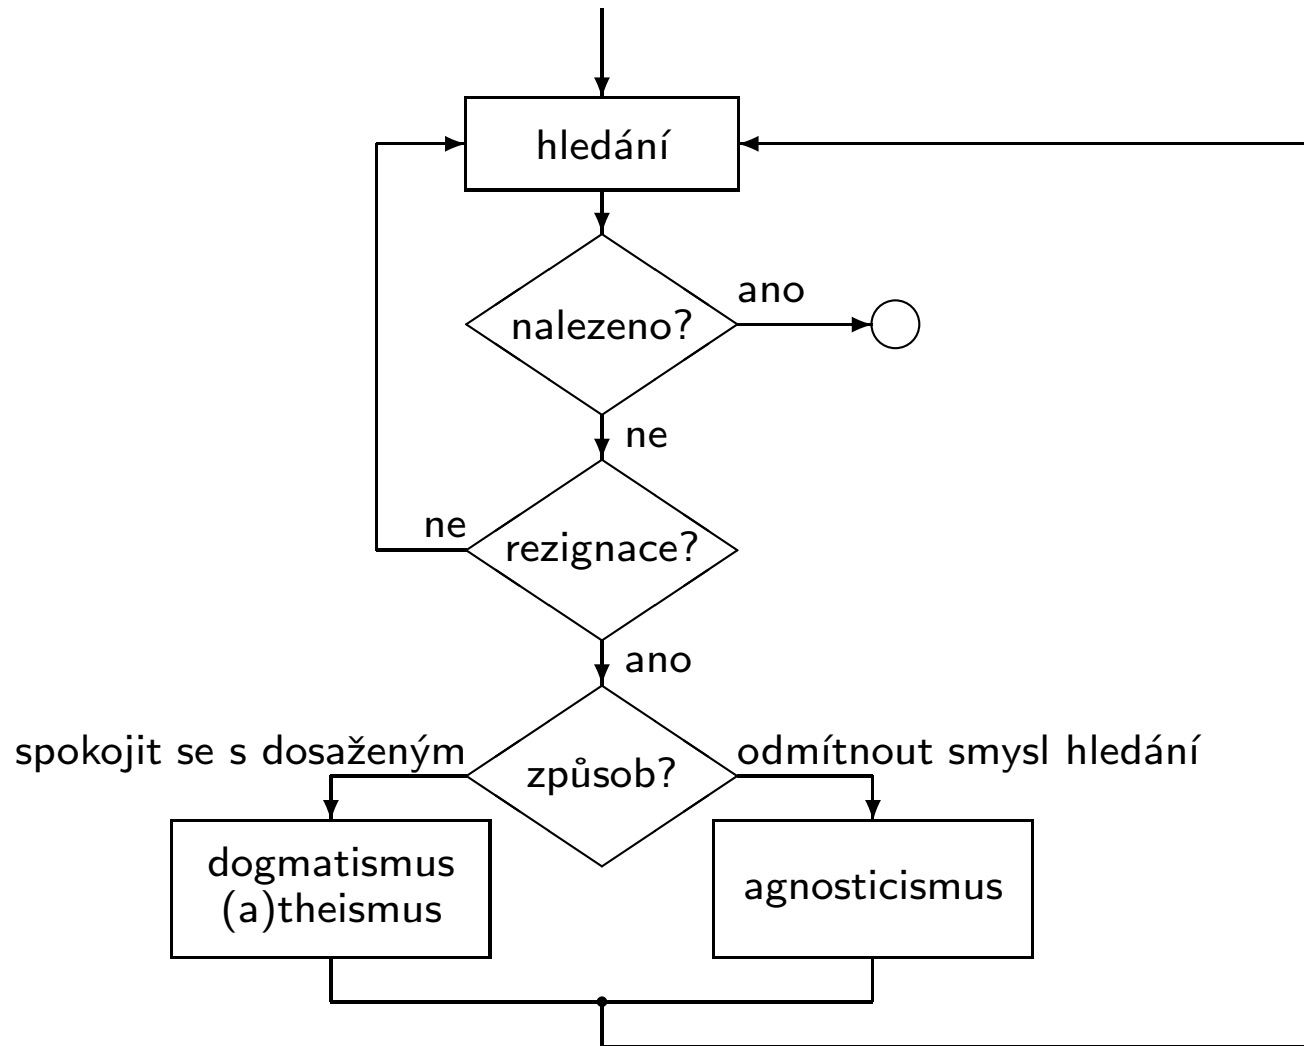 hledání
ano
nalezeno?
ne
ne
rezignace?
ano
spokojit se s dosaženým
způsob?
odmítnout smysl hledání
dogmatismus
(a)theismus
agnosticismus